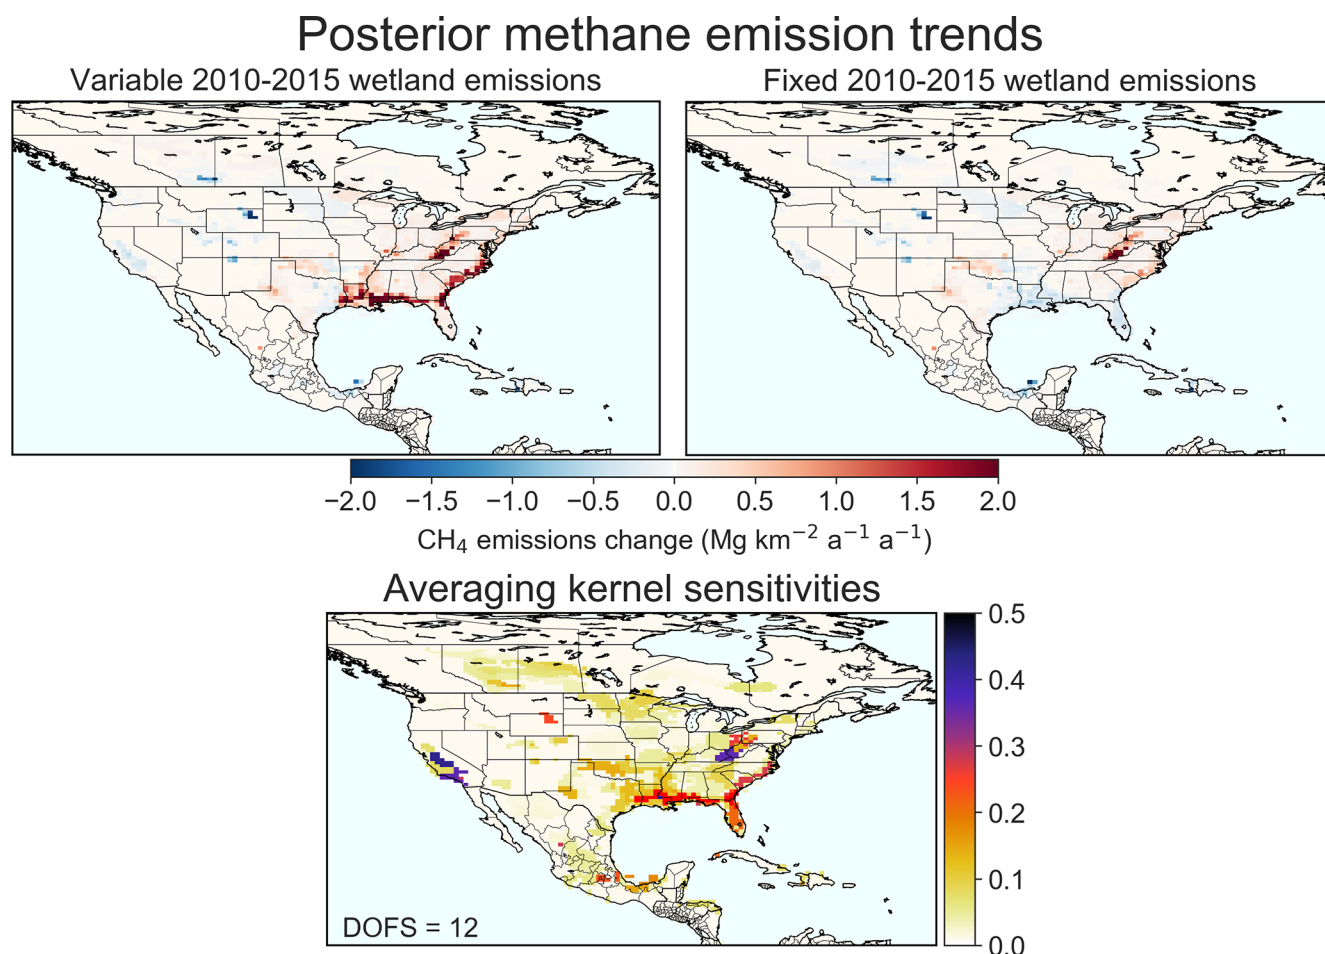 Posterior methane emission trends
Variable 2010-2015 wetland emissions
Fixed 2010-2015 wetland emissions
−2.0 −1.5 −1.0 −0.5 0.0 0.5 1.0 1.5 2.0
CH₄ emissions change (Mg km⁻² a⁻¹ a⁻¹)
Averaging kernel sensitivities
0.5
0.4
0.3
0.2
0.1
0.0
DOFS = 12